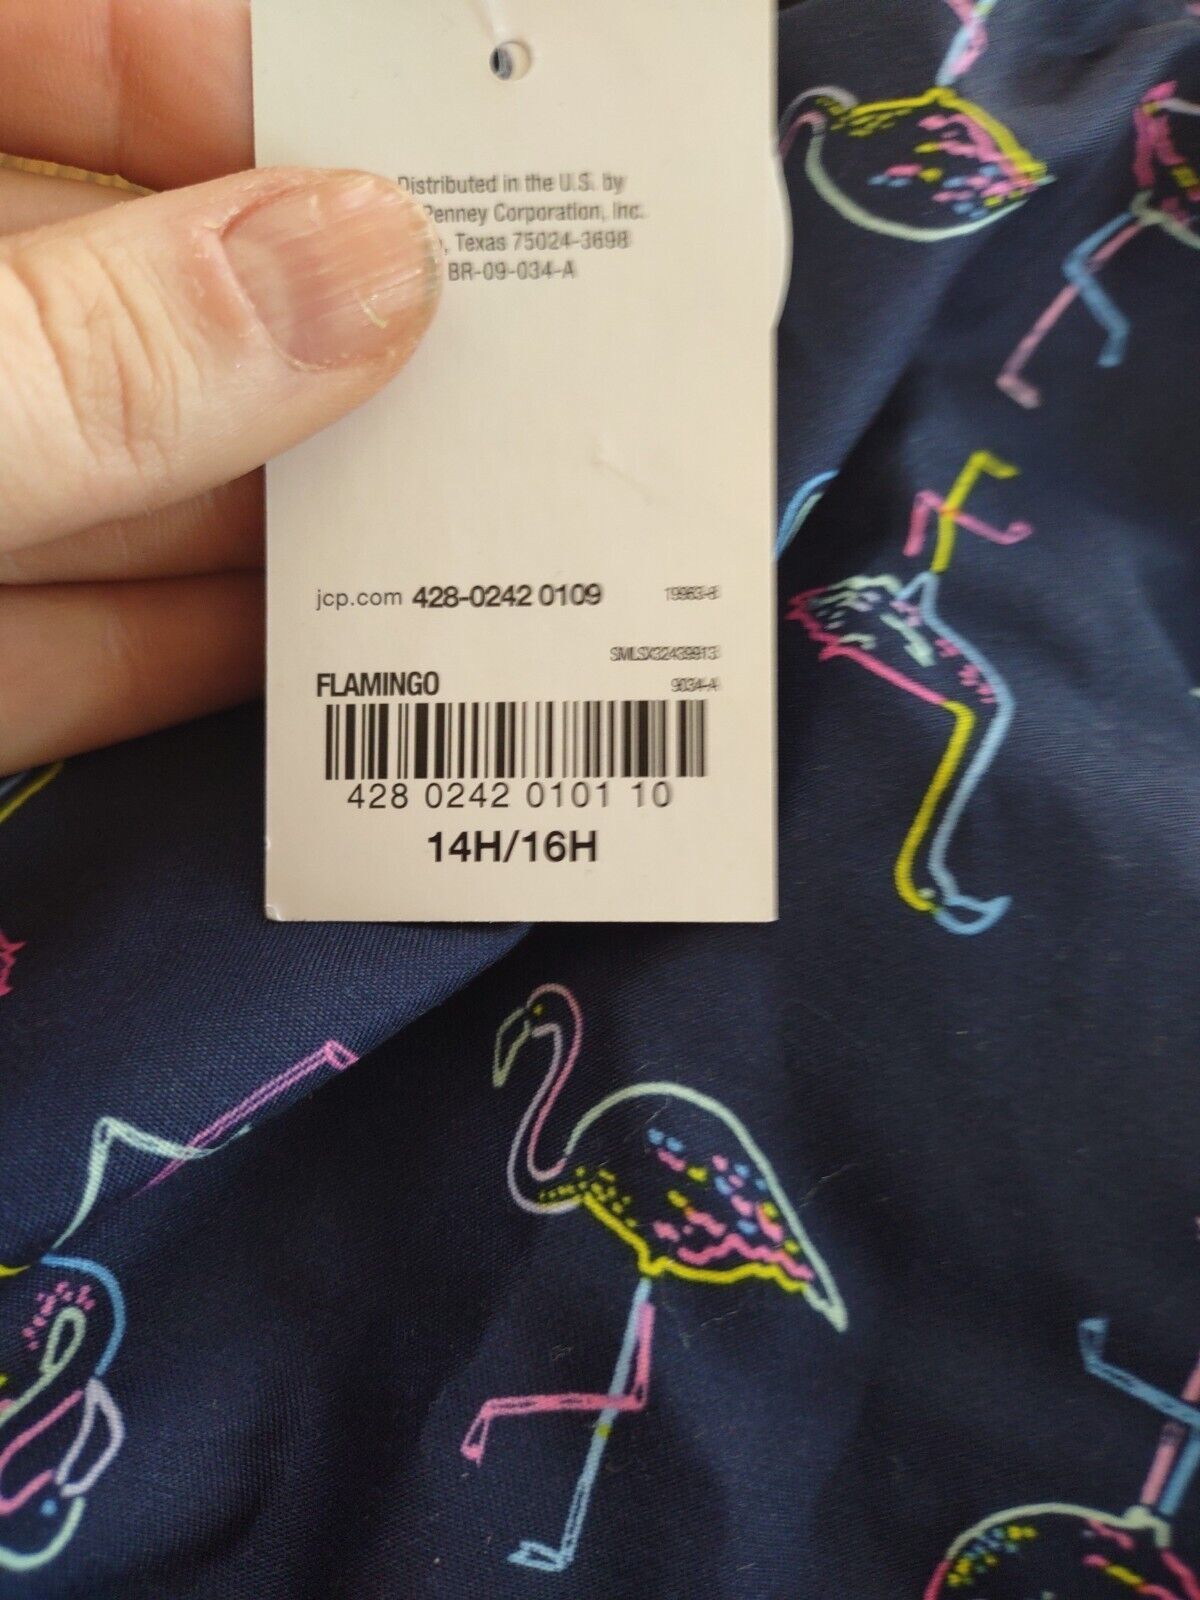 Distributed in the U.S. by
Penney Corporation, Inc.
, Texas 75024-3698
BR-09-034-A
jcp.com 428-0242 0109 19963-8
SMLSX32439913
FLAMINGO 9034-A
428 0242 0101 10
14H/16H